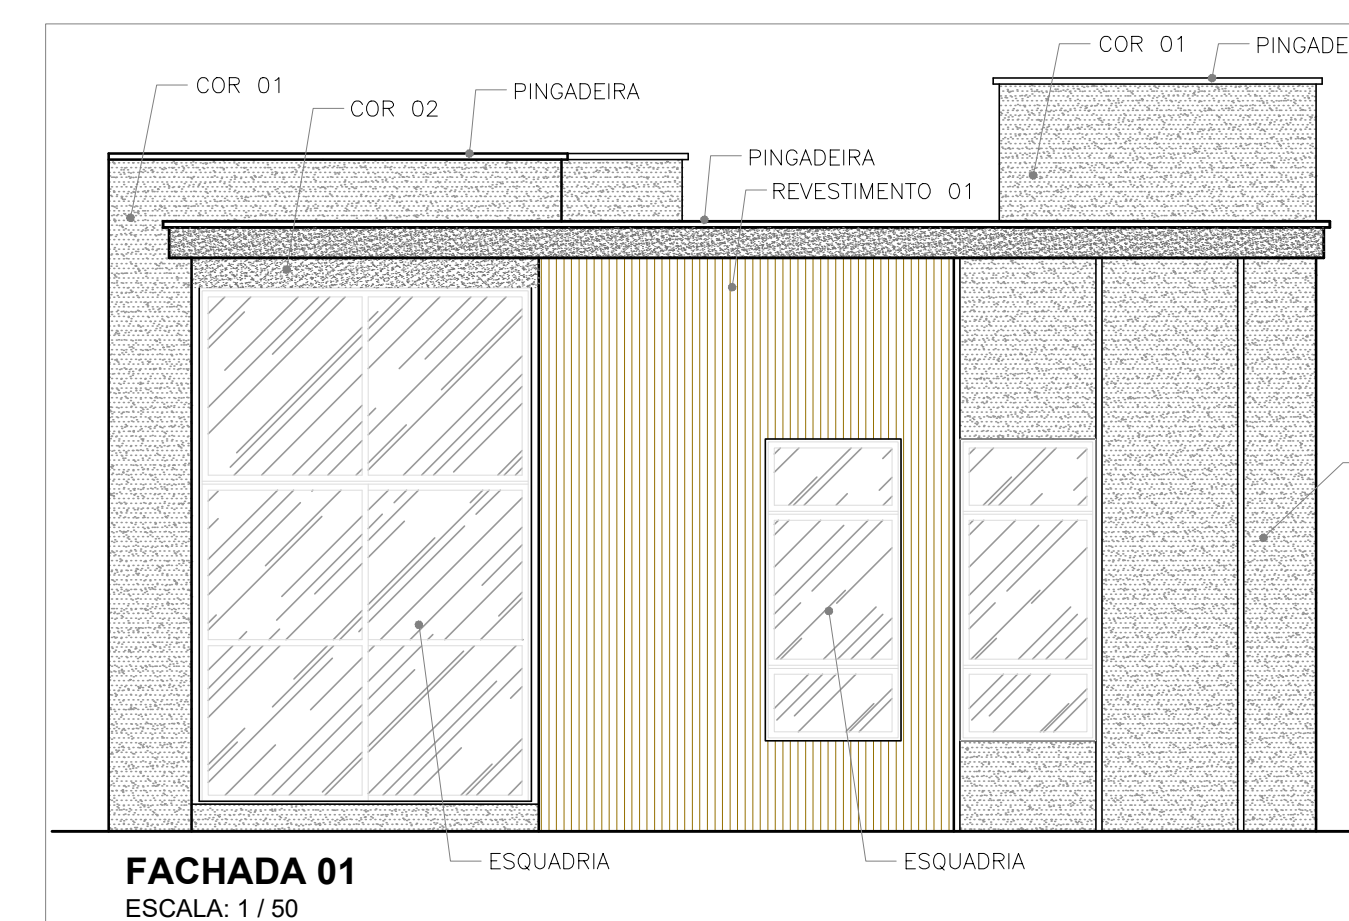 COR 01
PINGADE
COR 01
PINGADEIRA
COR 02
PINGADEIRA
REVESTIMENTO 01
ESQUADRIA
ESQUADRIA
FACHADA 01
ESCALA: 1 / 50